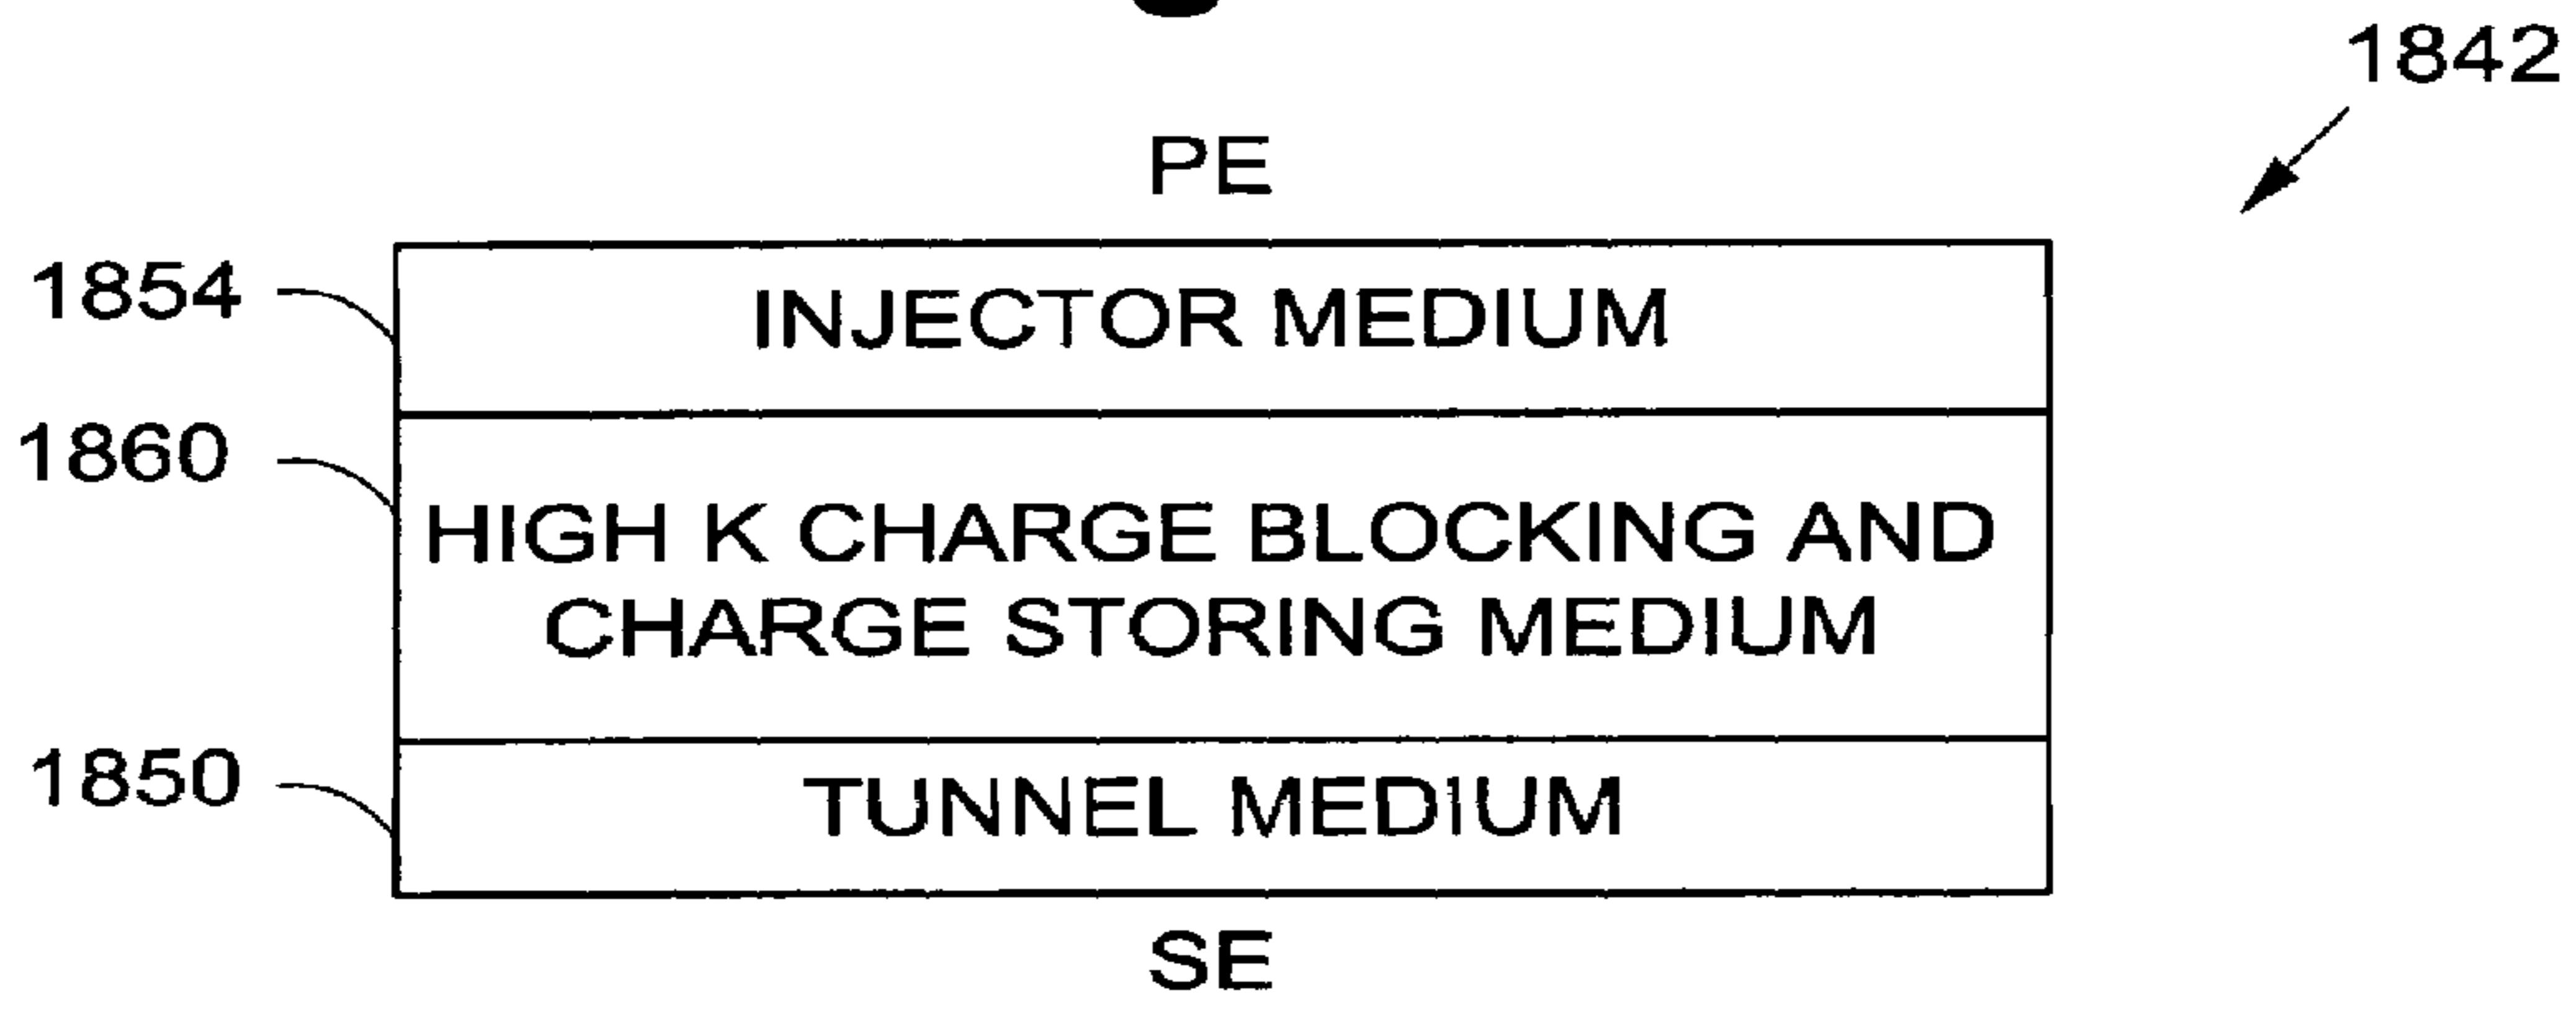 1842
PE
1854
INJECTOR MEDIUM
1860
HIGH K CHARGE BLOCKING AND
CHARGE STORING MEDIUM
1850
TUNNEL MEDIUM
SE